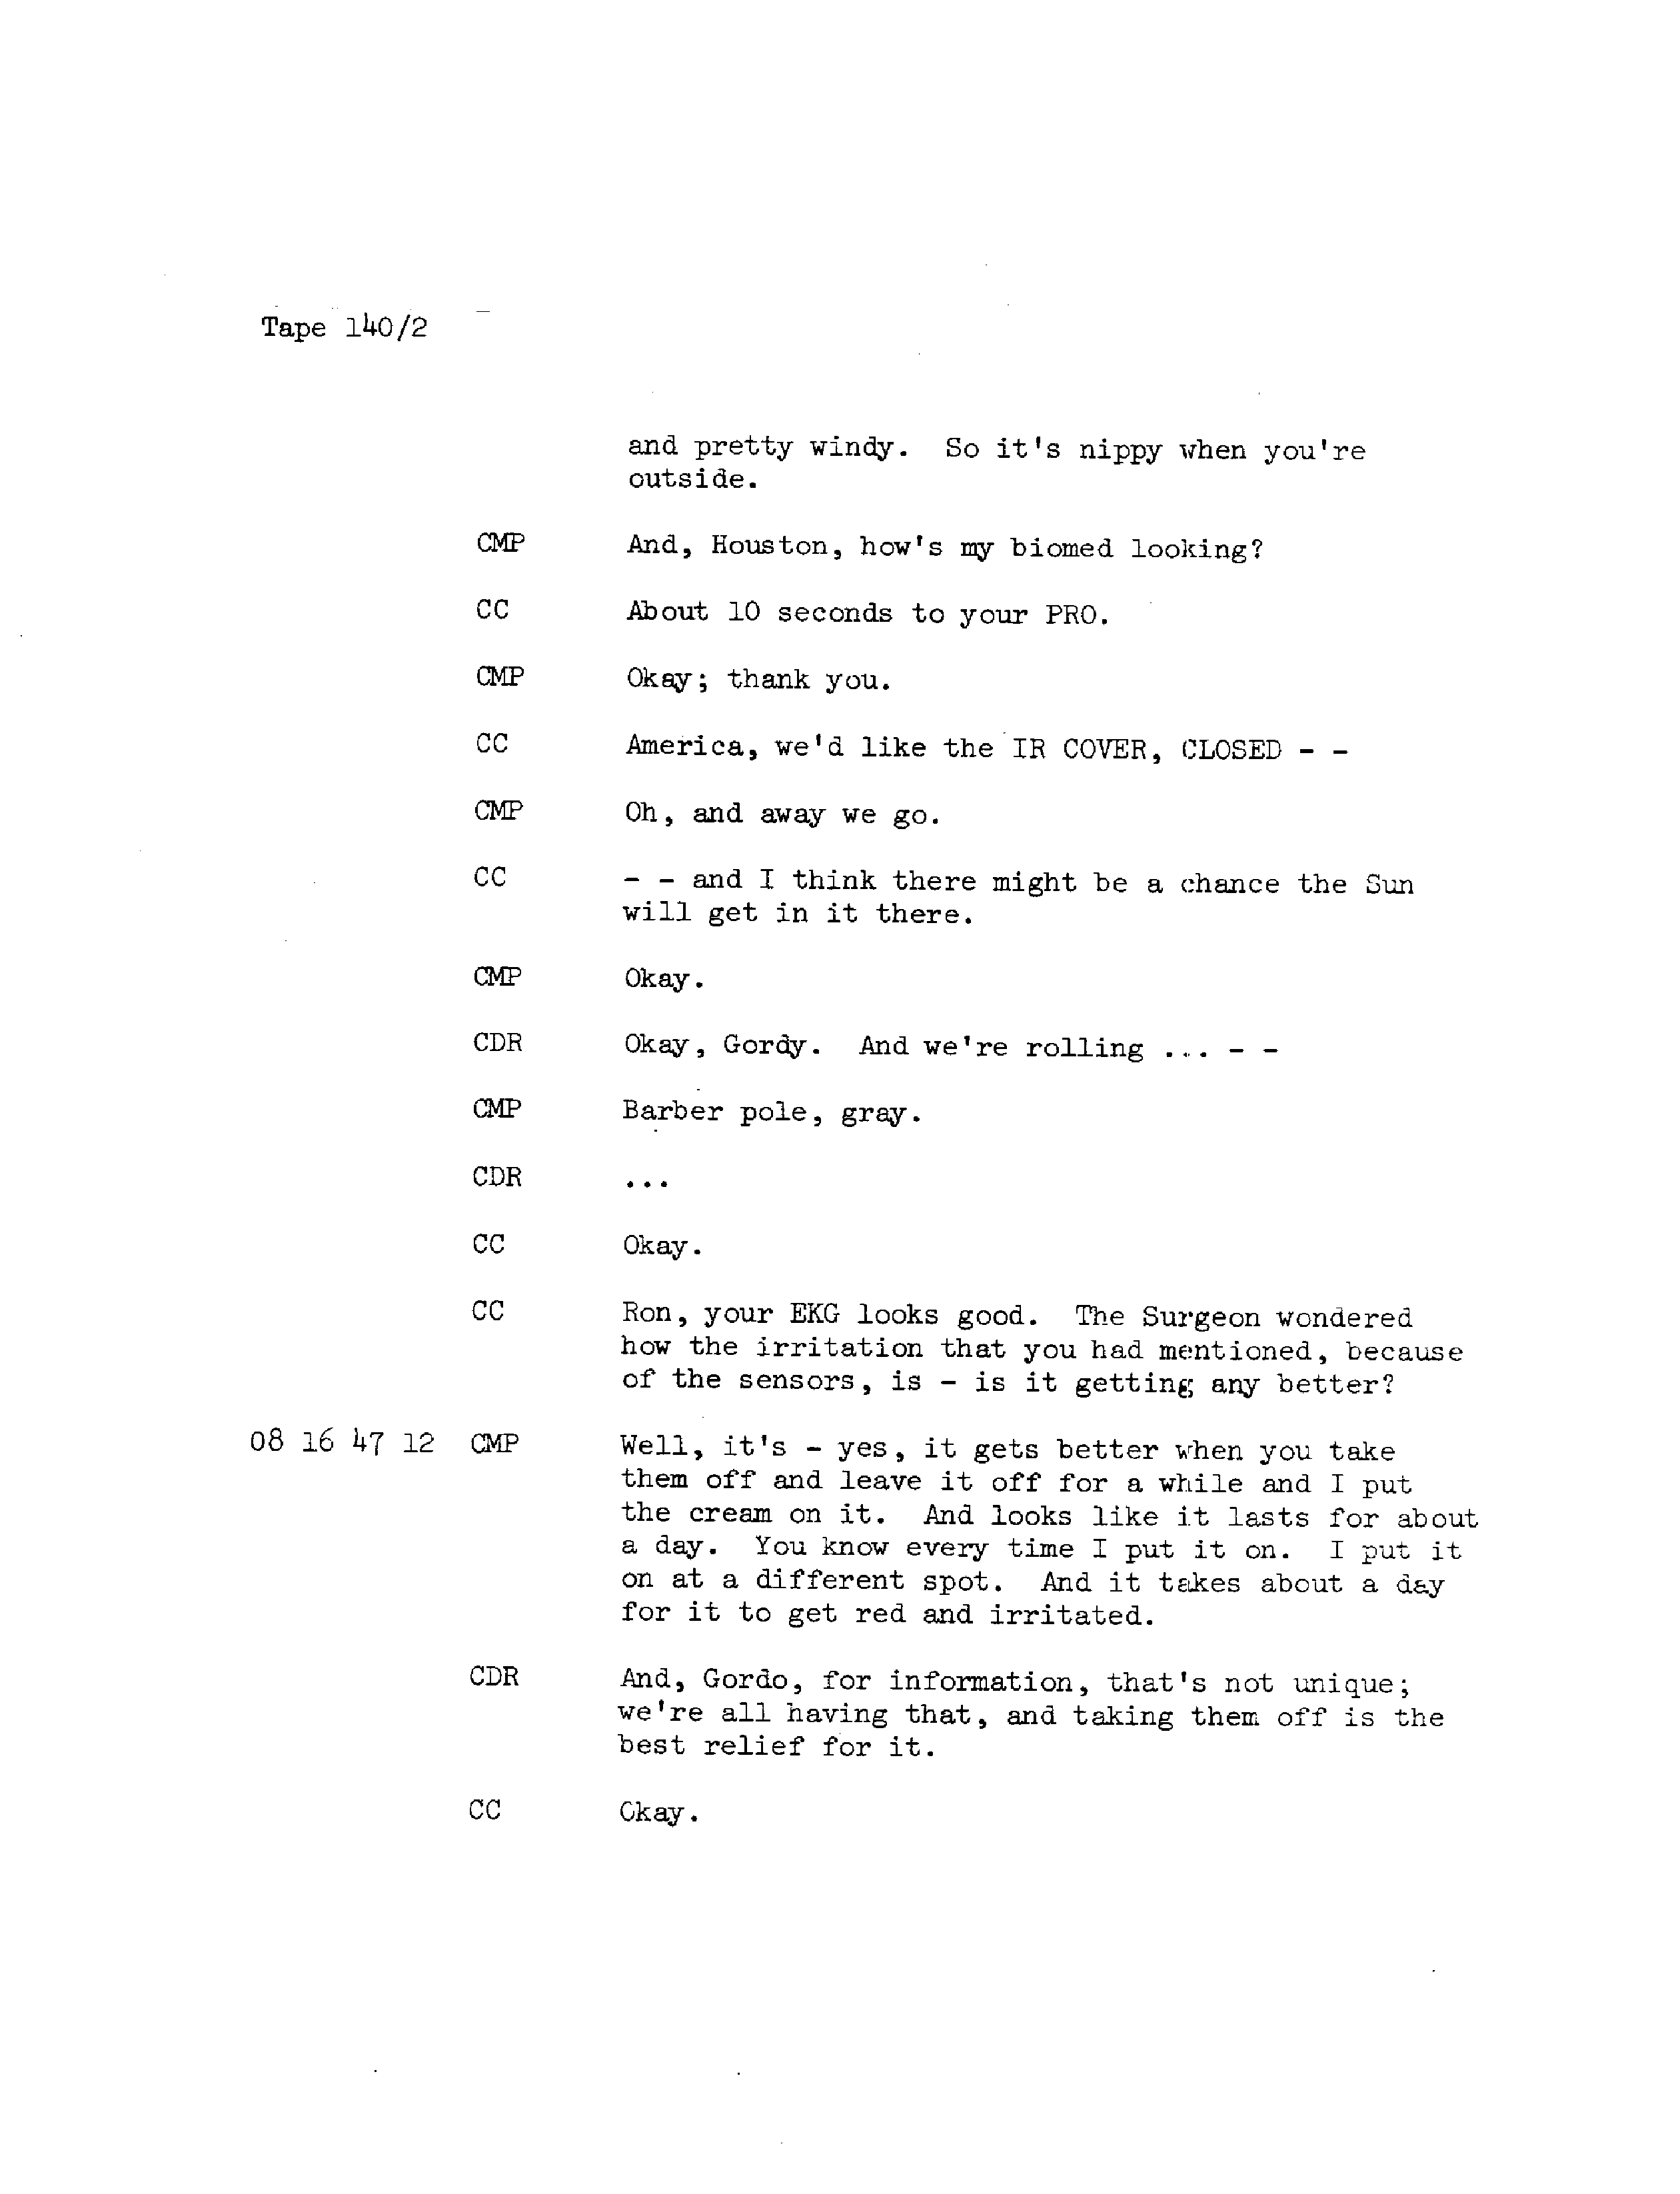 Tape 140/2
and pretty windy. So it's nippy when you're
outside.
CMP And, Houston, how's my biomed looking?
CC About 10 seconds to your PRO.
CMP Okay; thank you.
CC America, we'd like the IR COVER, CLOSED - -
CMP Oh, and away we go.
CC - - and I think there might be a chance the Sun
will get in it there.
CMP Okay.
CDR Okay, Gordy. And we're rolling ... - -
CMP Barber pole, gray.
CDR ...
CC Okay.
CC Ron, your EKG looks good. The Surgeon wondered
how the irritation that you had mentioned, because
of the sensors, is - is it getting any better?
08 16 47 12 CMP Well, it's - yes, it gets better when you take
them off and leave it off for a while and I put
the cream on it. And looks like it lasts for about
a day. You know every time I put it on. I put it
on at a different spot. And it takes about a day
for it to get red and irritated.
CDR And, Gordo, for information, that's not unique;
we're all having that, and taking them off is the
best relief for it.
CC Okay.